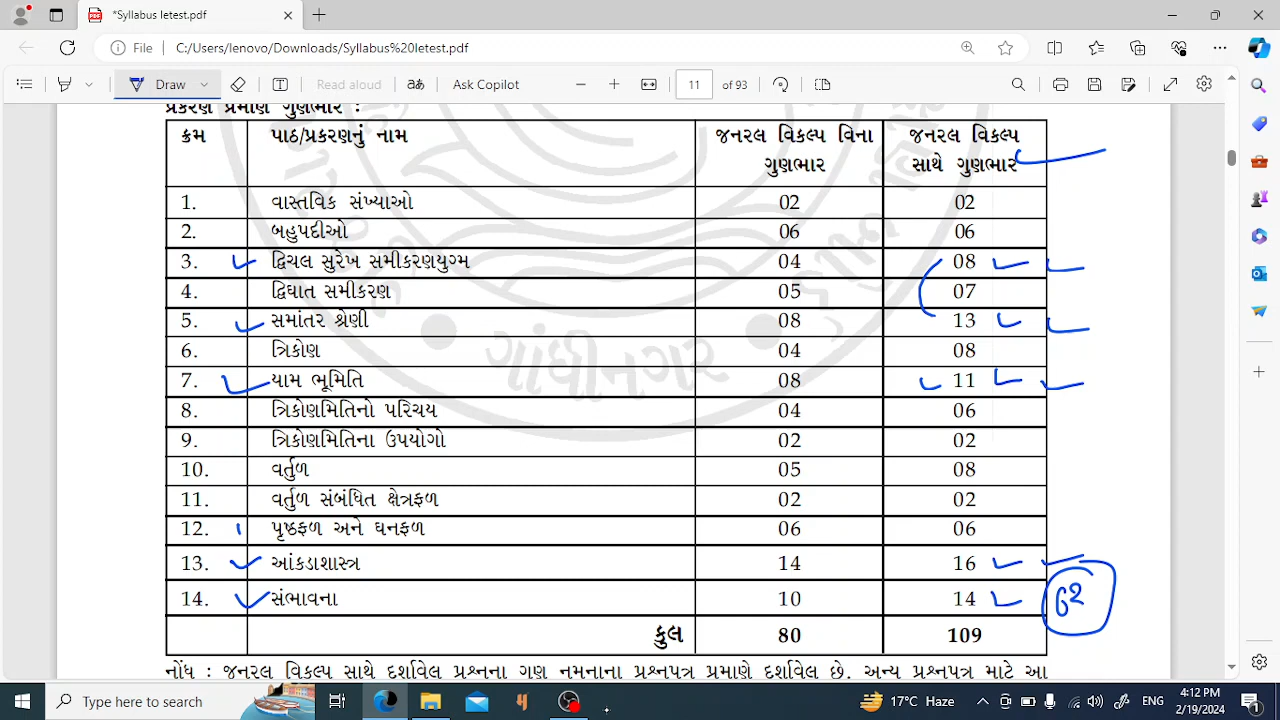 *Syllabus letest.pdf
File C:/Users/lenovo/Downloads/Syllabus%20letest.pdf
Draw Read aloud Ask Copilot 11 of 93
પ્રકરણ પ્રમાણ ગુણભાર :
ક્રમ પાઠ/પ્રકરણનું નામ જનરલ વિકલ્પ વિના ગુણભાર જનરલ વિકલ્પ સાથે ગુણભાર
1. વાસ્તવિક સંખ્યાઓ 02 02
2. બહુપદીઓ 06 06
3. દ્વિચલ સુરેખ સમીકરણયુગ્મ 04 08
4. દ્વિઘાત સમીકરણ 05 07
5. સમાંતર શ્રેણી 08 13
6. ત્રિકોણ 04 08
7. યામ ભૂમિતિ 08 11
8. ત્રિકોણમિતિનો પરિચય 04 06
9. ત્રિકોણમિતિના ઉપયોગો 02 02
10. વર્તુળ 05 08
11. વર્તુળ સંબંધિત ક્ષેત્રફળ 02 02
12. પૃષ્ઠફળ અને ઘનફળ 06 06
13. આંકડાશાસ્ત્ર 14 16
14. સંભાવના 10 14
કુલ 80 109
નોંધ : જનરલ વિકલ્પ સાથે દર્શાવેલ પ્રશ્નના ગુણ નમૂનાના પ્રશ્નપત્ર પ્રમાણે દર્શાવેલ છે. અન્ય પ્રશ્નપત્ર માટે આ
ગાંધીનગર
Type here to search 17°C Haze ENG 4:12 PM
2/19/2024